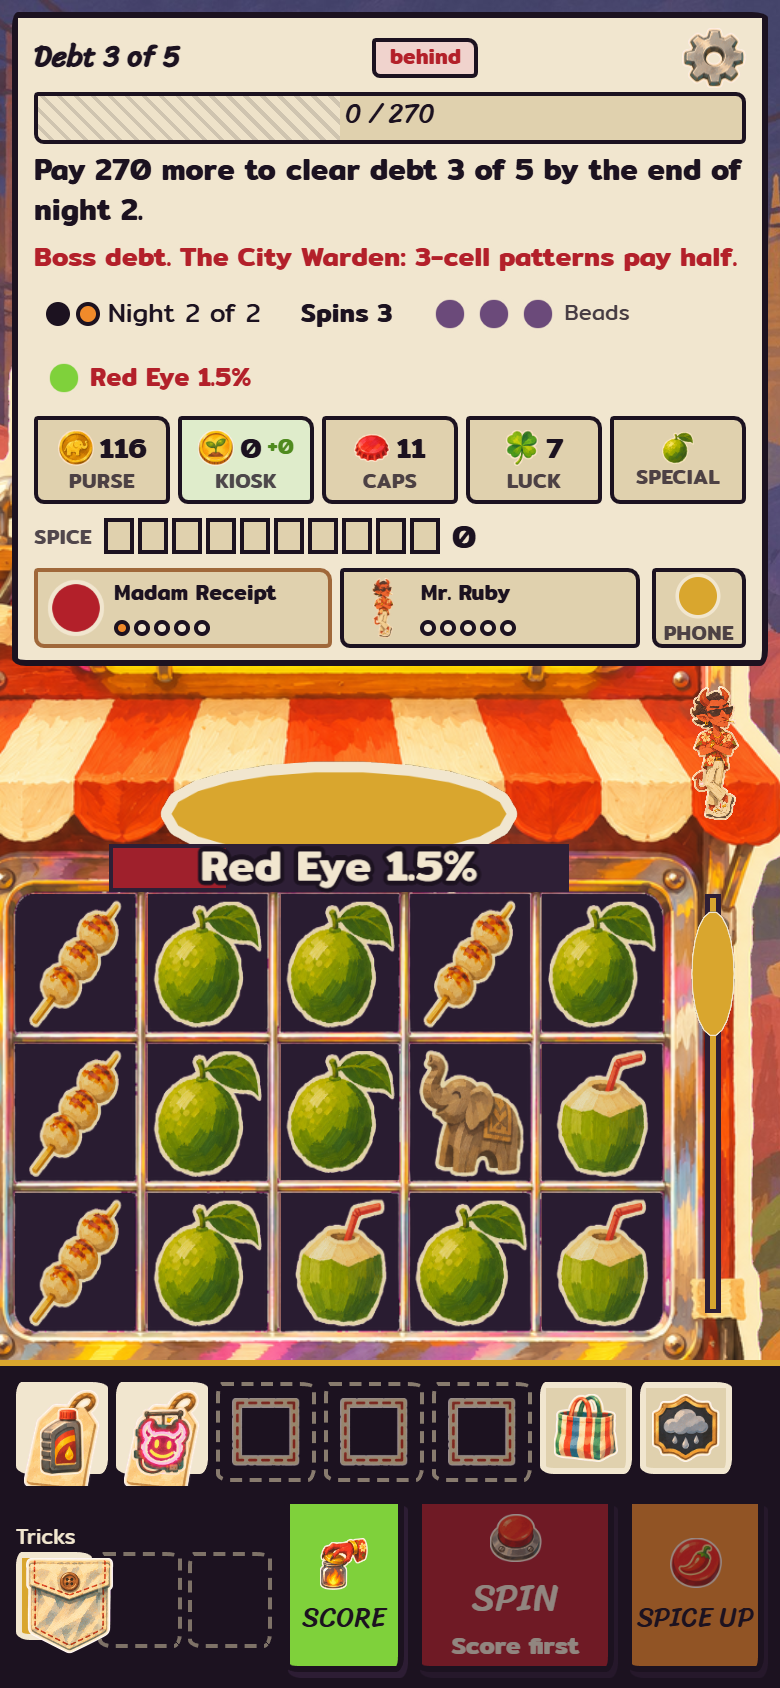 Debt 3 of 5
behind
0 / 270
Pay 270 more to clear debt 3 of 5 by the end of
night 2.
Boss debt. The City Warden: 3-cell patterns pay half.
Night 2 of 2
Spins 3
Beads
Red Eye 1.5%
116
PURSE
0 +0
KIOSK
11
CAPS
7
LUCK
SPECIAL
SPICE
0
Madam Receipt
Mr. Ruby
PHONE
Red Eye 1.5%
Tricks
SCORE
SPIN
Score first
SPICE UP